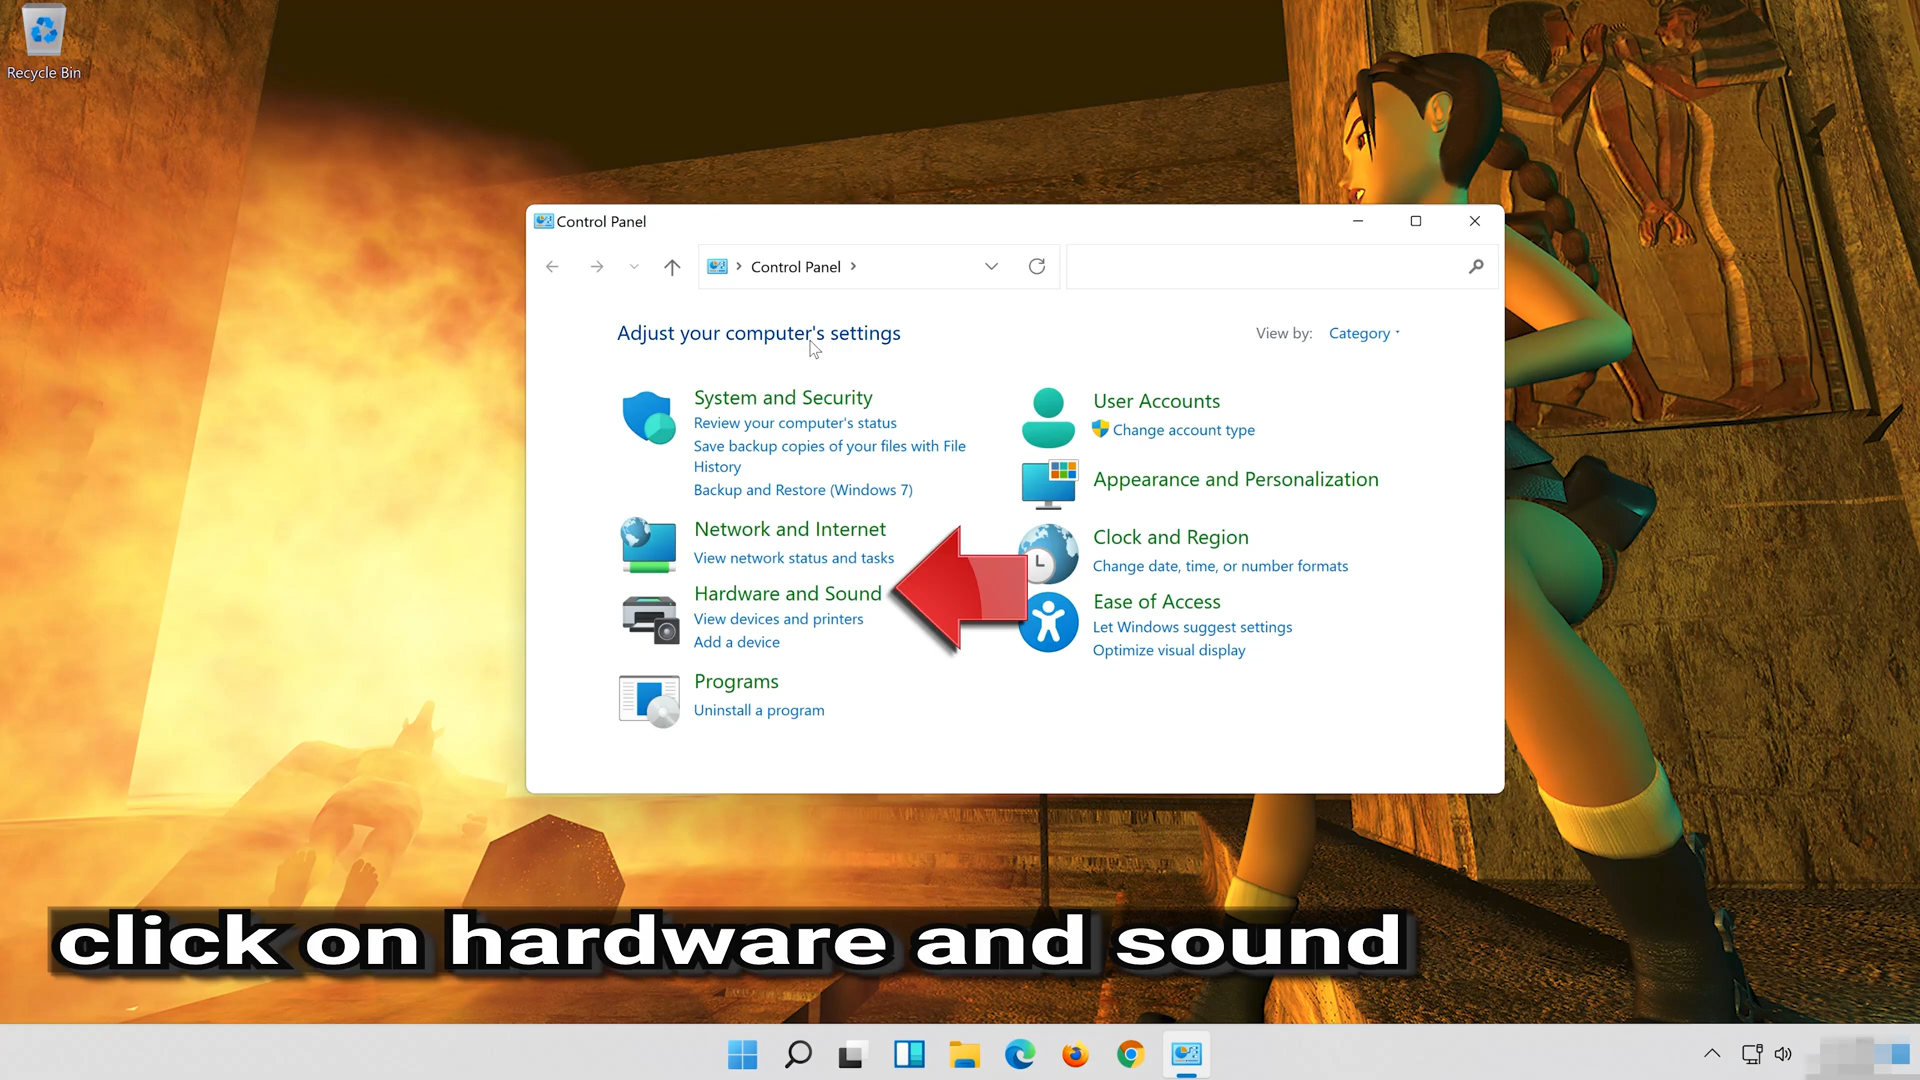 Recycle Bin
Control Panel
Control Panel
Adjust your computer's settings
View by: Category
System and Security
Review your computer's status
Save backup copies of your files with File
History
Backup and Restore (Windows 7)
Network and Internet
View network status and tasks
Hardware and Sound
View devices and printers
Add a device
Programs
Uninstall a program
User Accounts
Change account type
Appearance and Personalization
Clock and Region
Change date, time, or number formats
Ease of Access
Let Windows suggest settings
Optimize visual display
click on hardware and sound